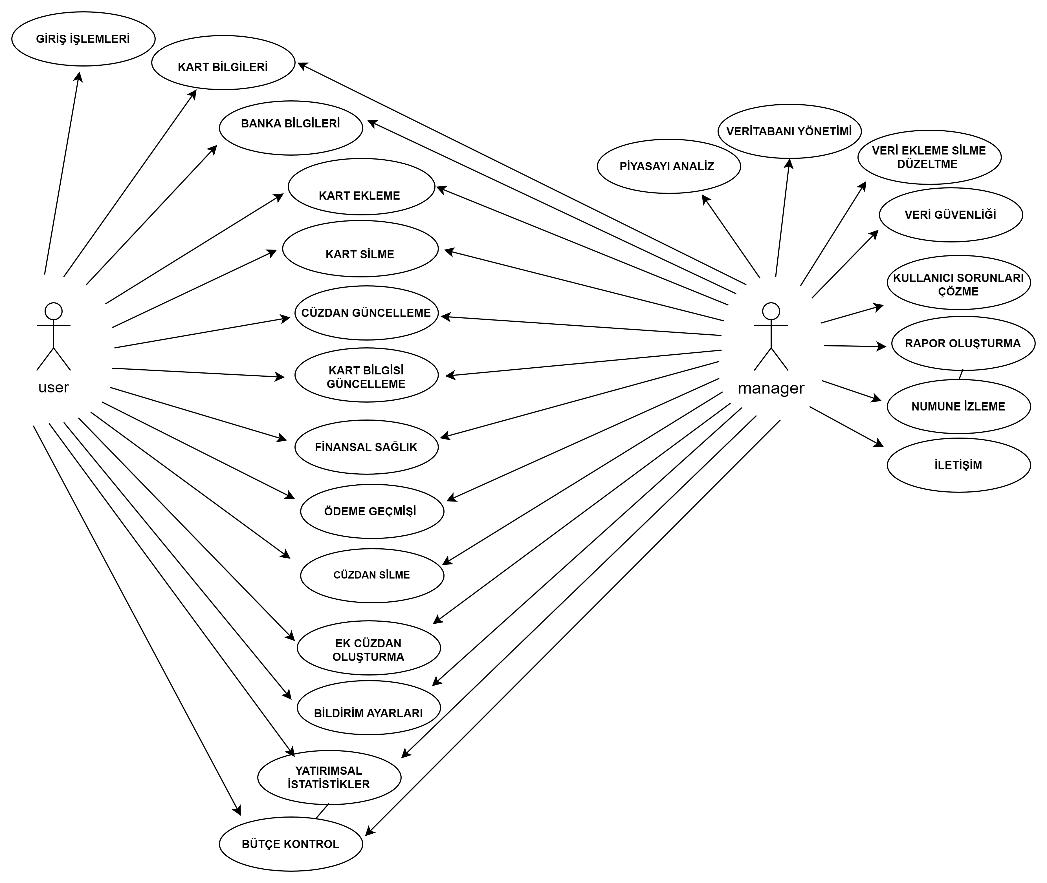 GİRİŞ İŞLEMLERİ
KART BİLGİLERİ
BANKA BİLGİLERİ
KART EKLEME
KART SİLME
CÜZDAN GÜNCELLEME
KART BİLGİSİ
GÜNCELLEME
FİNANSAL SAĞLIK
ÖDEME GEÇMİŞİ
CÜZDAN SİLME
EK CÜZDAN
OLUŞTURMA
BİLDİRİM AYARLARI
YATIRIMSAL
İSTATİSTİKLER
BÜTÇE KONTROL
user
manager
PİYASAYI ANALİZ
VERİTABANI YÖNETİMİ
VERİ EKLEME SİLME
DÜZELTME
VERİ GÜVENLİĞİ
KULLANICI SORUNLARI
ÇÖZME
RAPOR OLUŞTURMA
NUMUNE İZLEME
İLETİŞİM